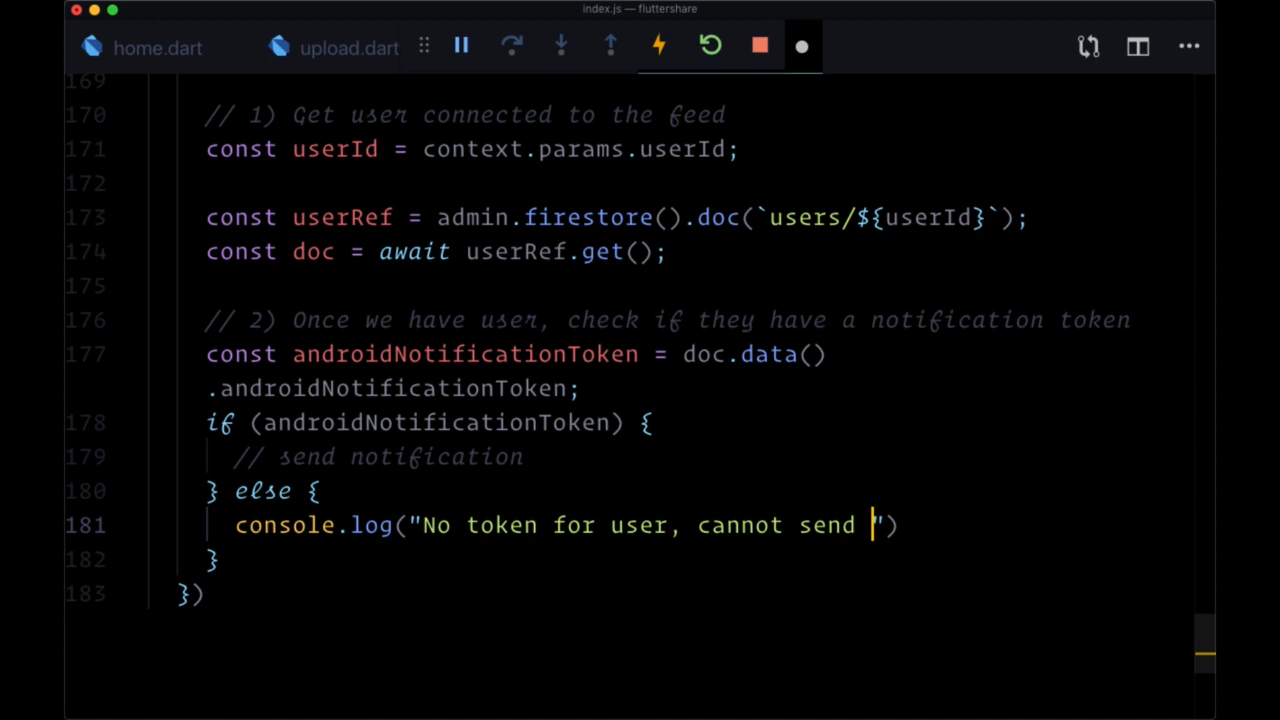 index.js — fluttershare
home.dart
upload.dart
169
170 // 1) Get user connected to the feed
171 const userId = context.params.userId;
172
173 const userRef = admin.firestore().doc(`users/${userId}`);
174 const doc = await userRef.get();
175
176 // 2) Once we have user, check if they have a notification token
177 const androidNotificationToken = doc.data()
.androidNotificationToken;
178 if (androidNotificationToken) {
179 // send notification
180 } else {
181 console.log("No token for user, cannot send ")
182 }
183 })